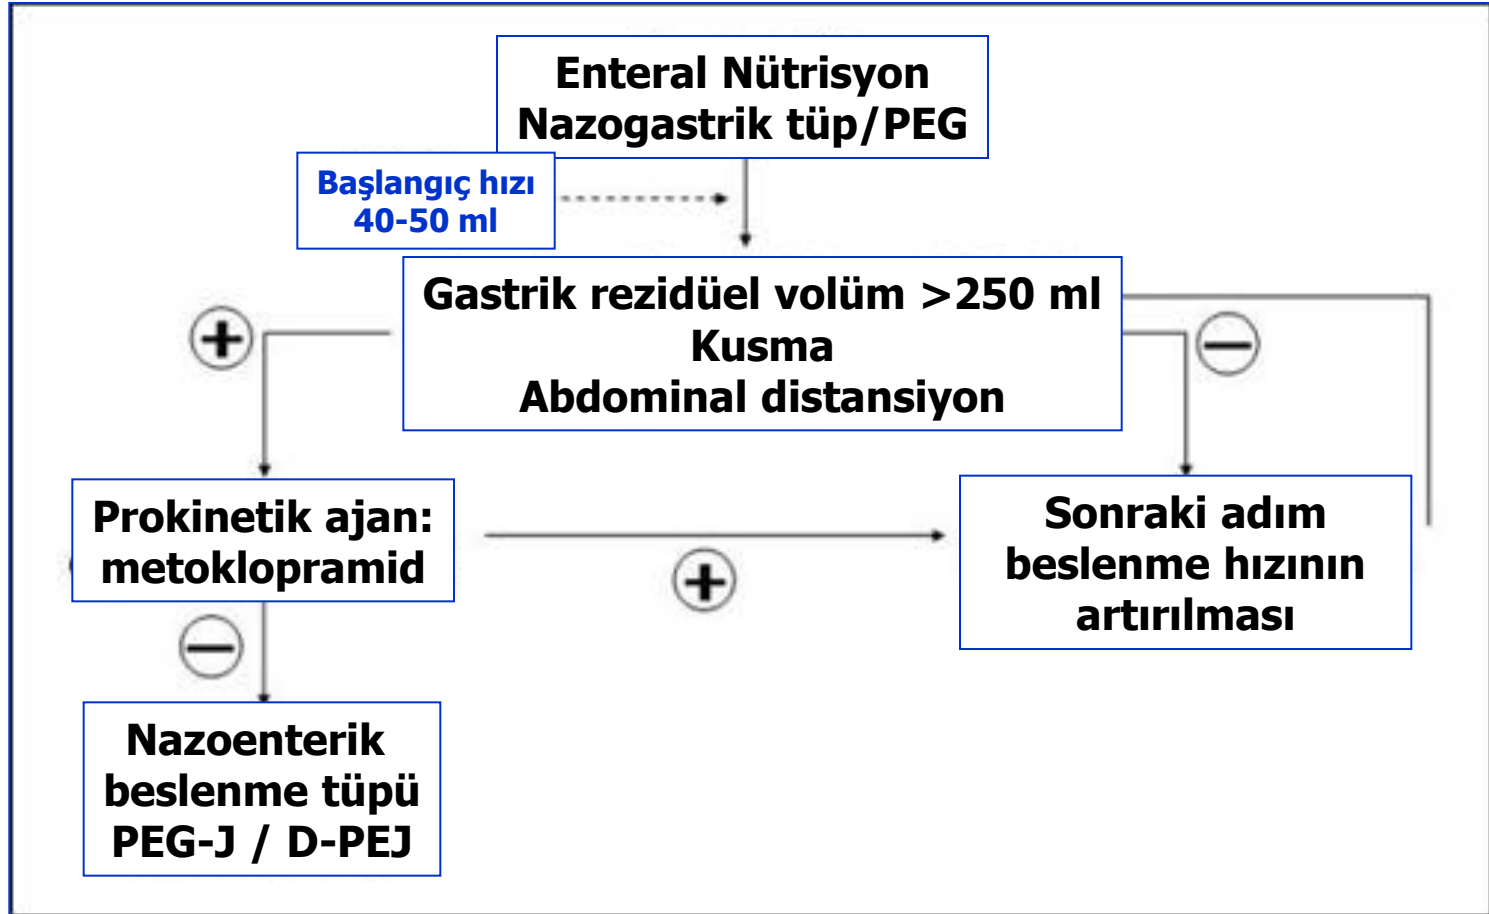 Enteral Nütrisyon
Nazogastrik tüp/PEG
Başlangıç hızı
40-50 ml
Gastrik rezidüel volüm >250 ml
Kusma
Abdominal distansiyon
+
−
Prokinetik ajan:
metoklopramid
+
Sonraki adım
beslenme hızının
artırılması
−
Nazoenterik
beslenme tüpü
PEG-J / D-PEJ